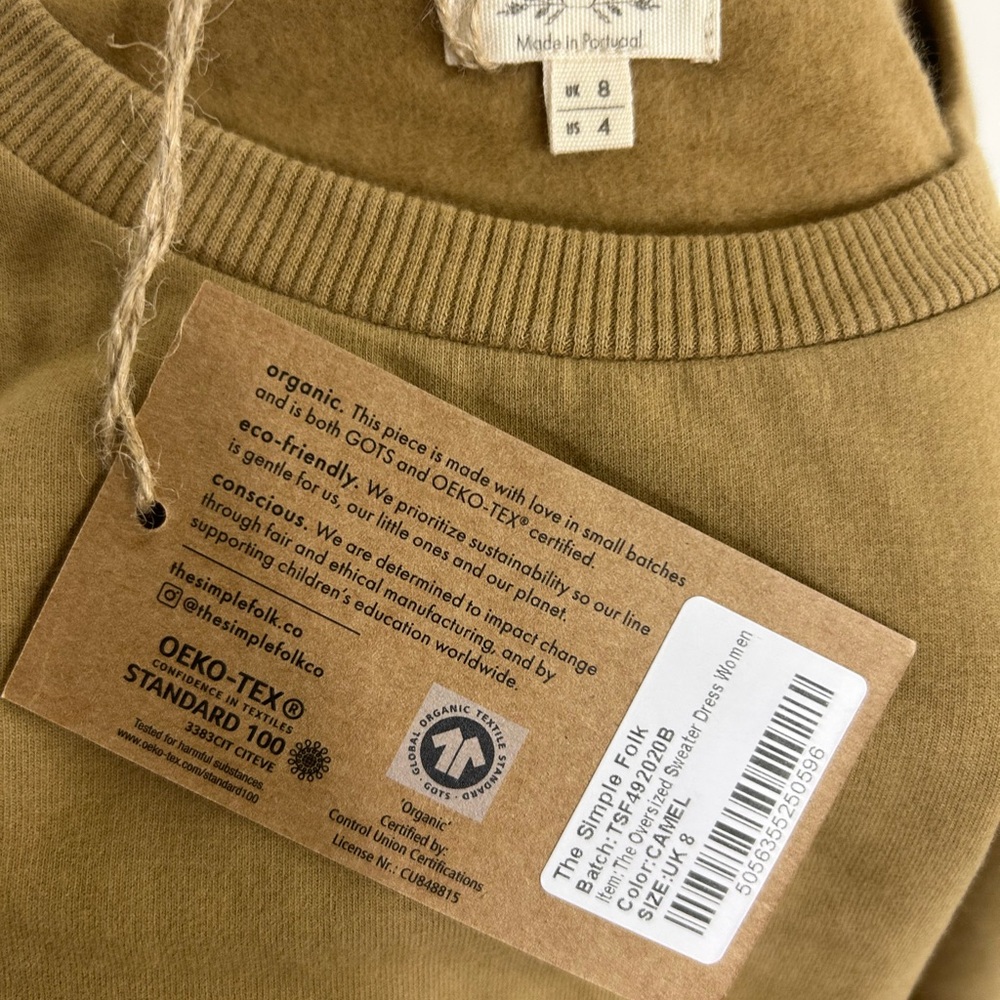 Made in Portugal
UK 8
US 4
organic. This piece is made with love in small batches
and is both GOTS and OEKO-TEX® certified.
eco-friendly. We prioritize sustainability so our line
is gentle for us, our little ones and our planet.
conscious. We are determined to impact change
through fair and ethical manufacturing, and by
supporting children's education worldwide.
thesimplefolk.co
@thesimplefolkco
OEKO-TEX®
CONFIDENCE IN TEXTILES
STANDARD 100
3383CIT CITEVE
Tested for harmful substances.
www.oeko-tex.com/standard100
GLOBAL ORGANIC TEXTILE STANDARD
· GOTS ·
'Organic'
Certified by:
Control Union Certifications
License Nr.: CU848815
The Simple Folk
Batch:TSF492020B
Item:The Oversized Sweater Dress Women
Color:CAMEL
SIZE:UK 8
5056355250596